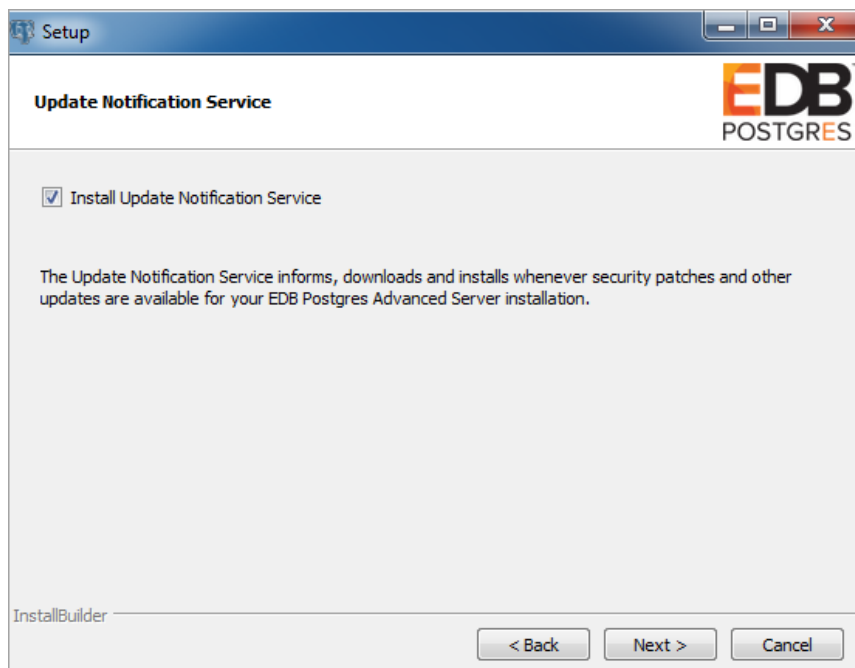 Setup
Update Notification Service
EDB
POSTGRES
Install Update Notification Service
The Update Notification Service informs, downloads and installs whenever security patches and other
updates are available for your EDB Postgres Advanced Server installation.
InstallBuilder
< Back
Next >
Cancel